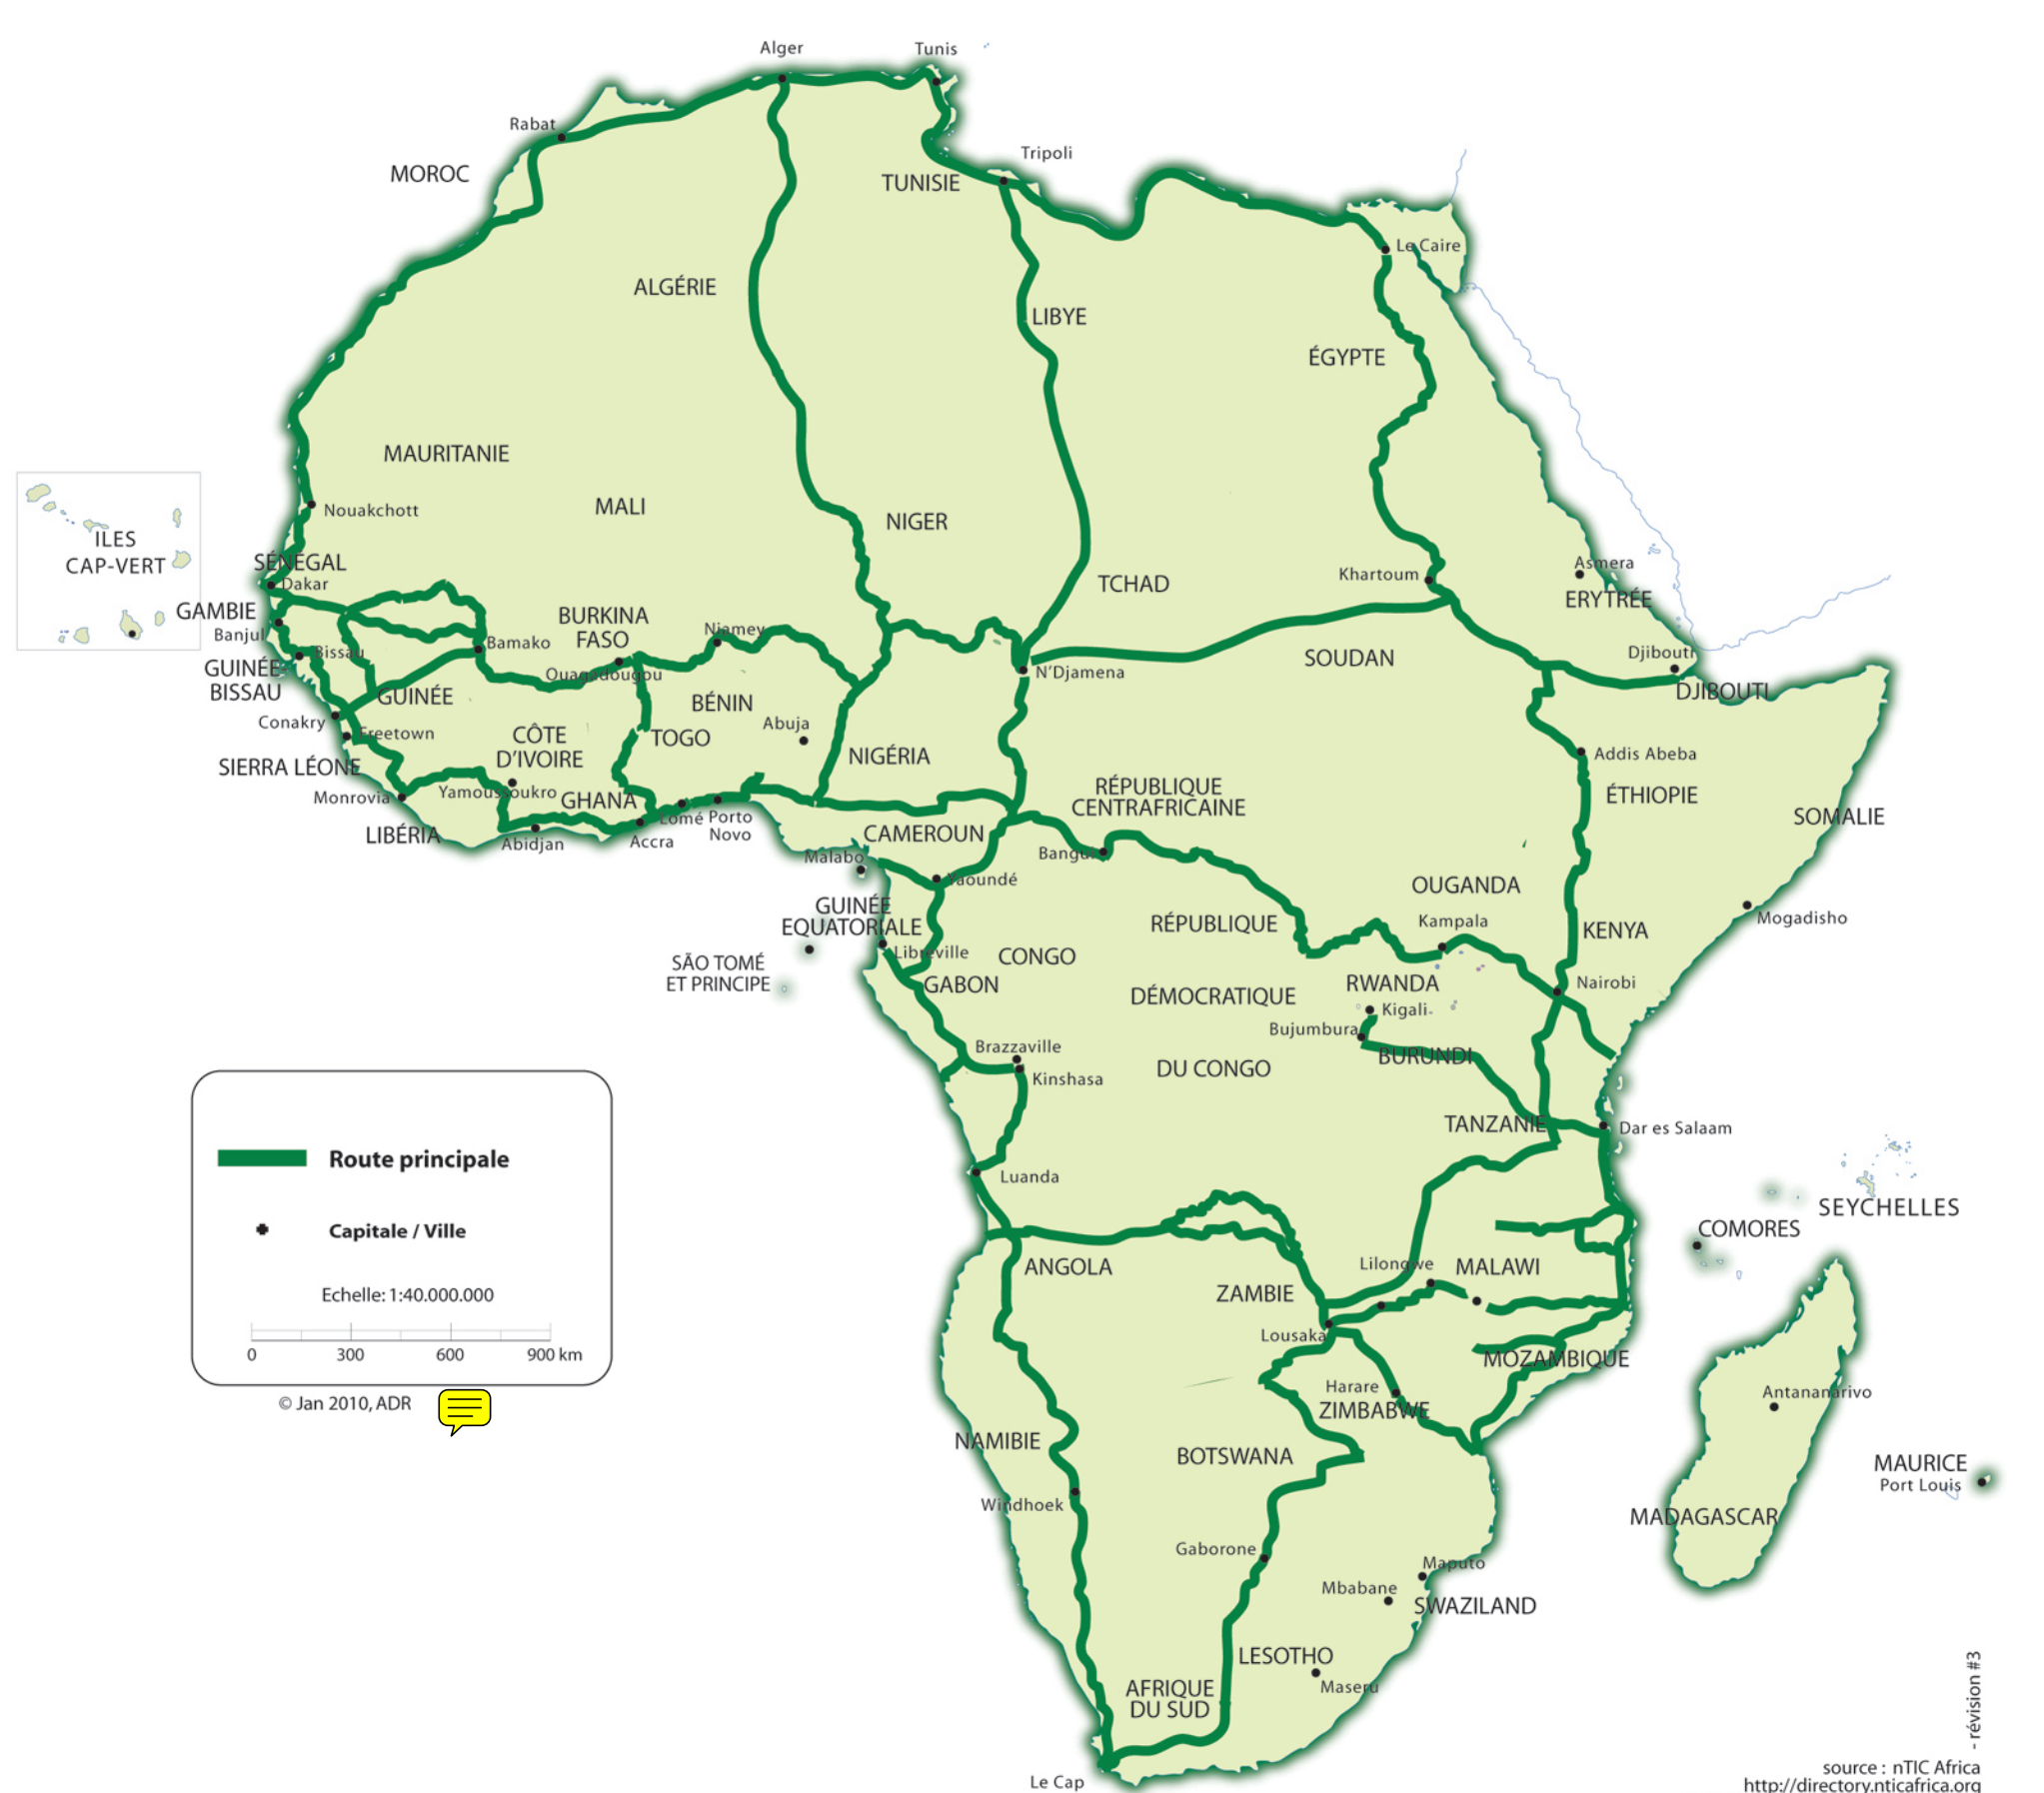 Alger
Tunis
Rabat
Tripoli
MOROC
TUNISIE
Le Caire
ALGÉRIE
LIBYE
ÉGYPTE
MAURITANIE
Nouakchott
MALI
NIGER
ILES
CAP-VERT
SÉNÉGAL
Dakar
TCHAD
Khartoum
Asmera
ERYTRÉE
GAMBIE
Banjul
BURKINA
FASO
Niamey
Bamako
Bissau
GUINÉE-
BISSAU
Ouagadougou
N'Djamena
SOUDAN
Djibouti
DJIBOUTI
GUINÉE
BÉNIN
Conakry
Freetown
CÔTE
D'IVOIRE
TOGO
Abuja
NIGÉRIA
Addis Abeba
SIERRA LÉONE
Monrovia
Yamoussoukro
GHANA
RÉPUBLIQUE
CENTRAFRICAINE
ÉTHIOPIE
SOMALIE
LIBÉRIA
Abidjan
Accra
Lomé
Porto
Novo
CAMEROUN
Malabo
Bangui
Yaoundé
OUGANDA
GUINÉE
EQUATORIALE
Libreville
RÉPUBLIQUE
Kampala
KENYA
Mogadisho
SÃO TOMÉ
ET PRINCIPE
CONGO
GABON
DÉMOCRATIQUE
RWANDA
Nairobi
Kigali
Bujumbura
BURUNDI
Brazzaville
Kinshasa
DU CONGO
TANZANIE
Dar es Salaam
Luanda
SEYCHELLES
COMORES
ANGOLA
Lilongwe
MALAWI
ZAMBIE
Lousaka
MOZAMBIQUE
Harare
ZIMBABWE
Antananarivo
NAMIBIE
BOTSWANA
MAURICE
Port Louis
Windhoek
MADAGASCAR
Gaborone
Maputo
Mbabane
SWAZILAND
LESOTHO
Maseru
AFRIQUE
DU SUD
Le Cap
Route principale
Capitale / Ville
Echelle: 1:40.000.000
0 300 600 900 km
© Jan 2010, ADR
- révision #3
source : nTIC Africa
http://directory.nticafrica.org